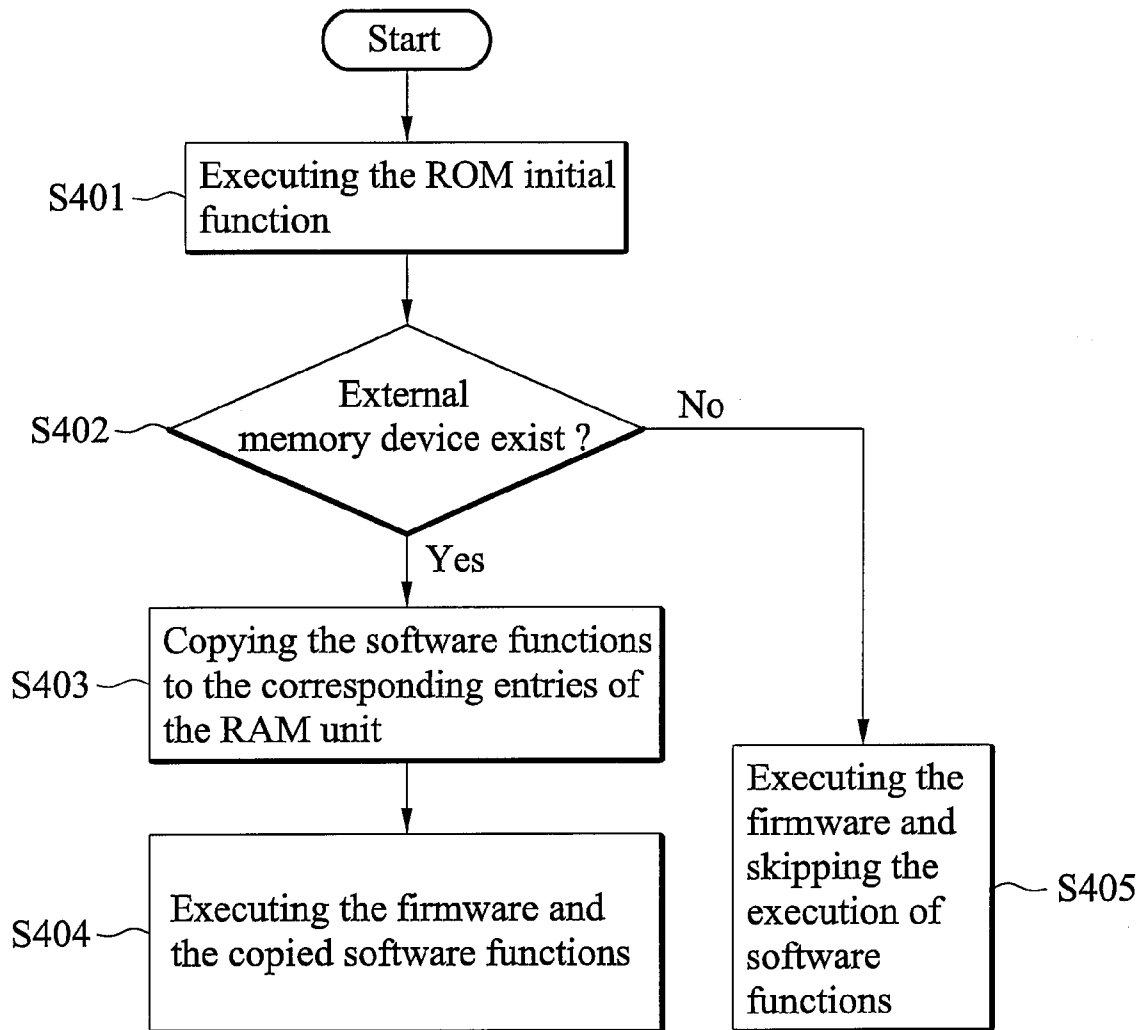 Start
S401
Executing the ROM initial
function
S402
External
memory device exist ?
No
Yes
S403
Copying the software functions
to the corresponding entries of
the RAM unit
S404
Executing the firmware and
the copied software functions
Executing the
firmware and
skipping the
execution of
software
functions
S405